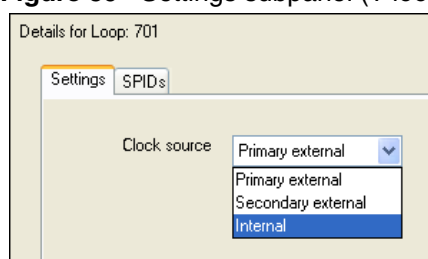 Details for Loop: 701
Settings SPIDs
Clock source Primary external
Primary external
Secondary external
Internal